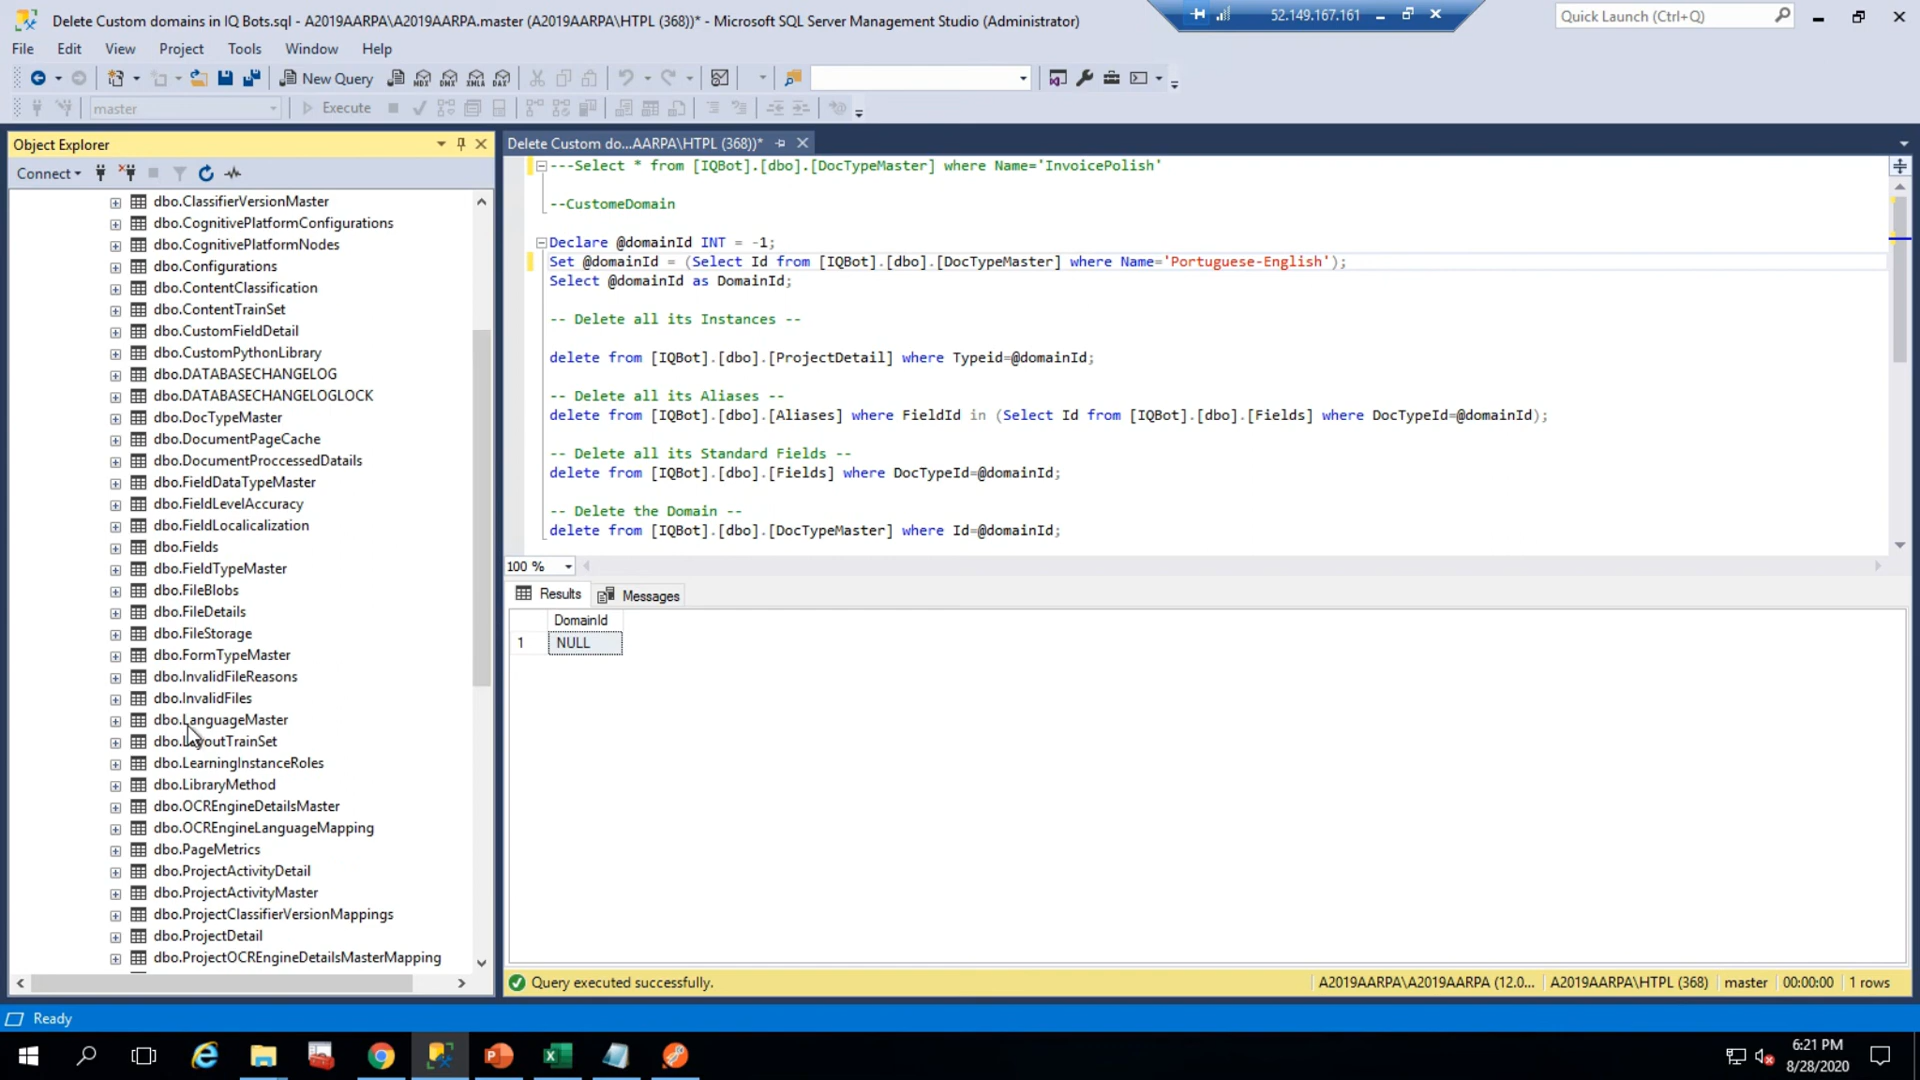 Delete Custom domains in IQ Bots.sql - A2019AARPA\A2019AARPA.master (A2019AARPA\HTPL (368))* - Microsoft SQL Server Management Studio (Administrator)
52.149.167.161
Quick Launch (Ctrl+Q)
File Edit View Project Tools Window Help
New Query
MDX DMX XMLA DAX
master
Execute
Object Explorer
Connect
dbo.ClassifierVersionMaster
dbo.CognitivePlatformConfigurations
dbo.CognitivePlatformNodes
dbo.Configurations
dbo.ContentClassification
dbo.ContentTrainSet
dbo.CustomFieldDetail
dbo.CustomPythonLibrary
dbo.DATABASECHANGELOG
dbo.DATABASECHANGELOGLOCK
dbo.DocTypeMaster
dbo.DocumentPageCache
dbo.DocumentProccessedDatails
dbo.FieldDataTypeMaster
dbo.FieldLevelAccuracy
dbo.FieldLocalicalization
dbo.Fields
dbo.FieldTypeMaster
dbo.FileBlobs
dbo.FileDetails
dbo.FileStorage
dbo.FormTypeMaster
dbo.InvalidFileReasons
dbo.InvalidFiles
dbo.LanguageMaster
dbo.LayoutTrainSet
dbo.LearningInstanceRoles
dbo.LibraryMethod
dbo.OCREngineDetailsMaster
dbo.OCREngineLanguageMapping
dbo.PageMetrics
dbo.ProjectActivityDetail
dbo.ProjectActivityMaster
dbo.ProjectClassifierVersionMappings
dbo.ProjectDetail
dbo.ProjectOCREngineDetailsMasterMapping
Delete Custom do...AARPA\HTPL (368))*
---Select * from [IQBot].[dbo].[DocTypeMaster] where Name='InvoicePolish'
--CustomeDomain
Declare @domainId INT = -1;
Set @domainId = (Select Id from [IQBot].[dbo].[DocTypeMaster] where Name='Portuguese-English');
Select @domainId as DomainId;
-- Delete all its Instances --
delete from [IQBot].[dbo].[ProjectDetail] where Typeid=@domainId;
-- Delete all its Aliases --
delete from [IQBot].[dbo].[Aliases] where FieldId in (Select Id from [IQBot].[dbo].[Fields] where DocTypeId=@domainId);
-- Delete all its Standard Fields --
delete from [IQBot].[dbo].[Fields] where DocTypeId=@domainId;
-- Delete the Domain --
delete from [IQBot].[dbo].[DocTypeMaster] where Id=@domainId;
100 %
Results Messages
DomainId
1 NULL
Query executed successfully.
A2019AARPA\A2019AARPA (12.0... A2019AARPA\HTPL (368) master 00:00:00 1 rows
Ready
6:21 PM
8/28/2020